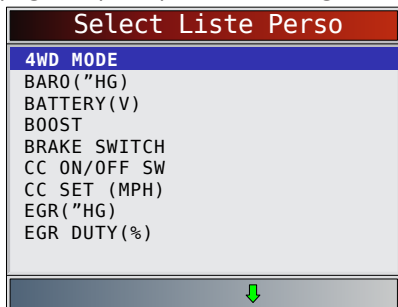 Select Liste Perso
4WD MODE
BARO(”HG)
BATTERY(V)
BOOST
BRAKE SWITCH
CC ON/OFF SW
CC SET (MPH)
EGR(”HG)
EGR DUTY(%)